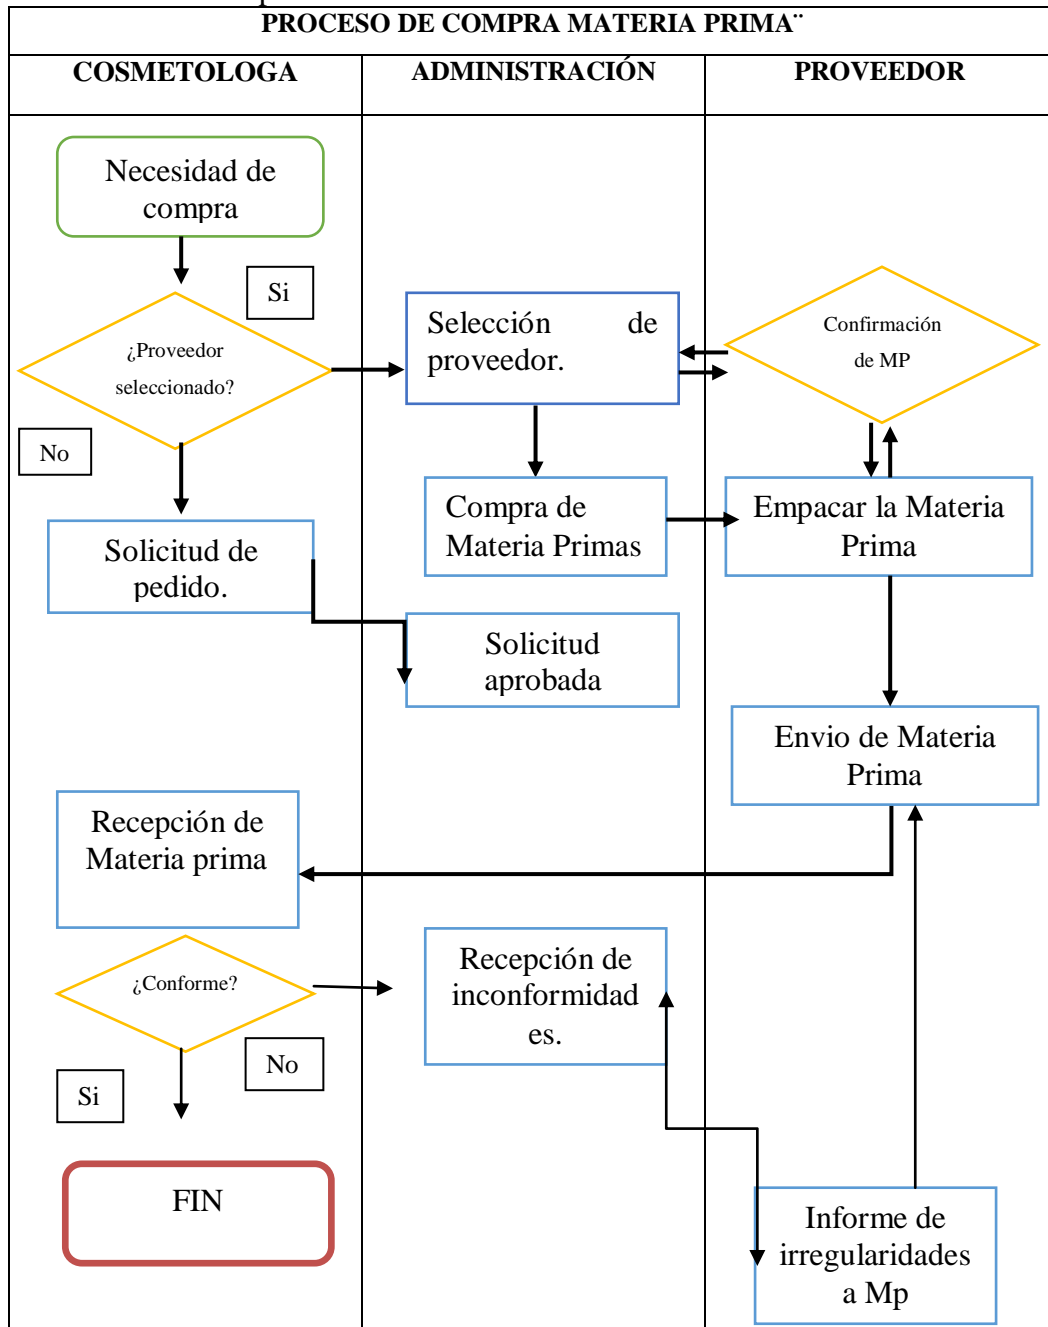 PROCESO DE COMPRA MATERIA PRIMA¨
COSMETOLOGA
ADMINISTRACIÓN
PROVEEDOR
Necesidad de
compra
Si
¿Proveedor
seleccionado?
No
Selección de
proveedor.
Confirmación
de MP
Solicitud de
pedido.
Compra de
Materia Primas
Empacar la Materia
Prima
Solicitud
aprobada
Envio de Materia
Prima
Recepción de
Materia prima
¿Conforme?
No
Si
Recepción de
inconformidad
es.
FIN
Informe de
irregularidades
a Mp